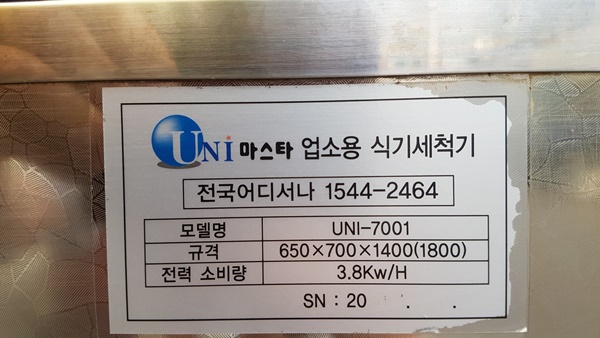 UNI 마스타 업소용 식기세척기
전국어디서나 1544-2464
모델명 UNI-7001
규격 650×700×1400(1800)
전력 소비량 3.8Kw/H
SN : 20 . .